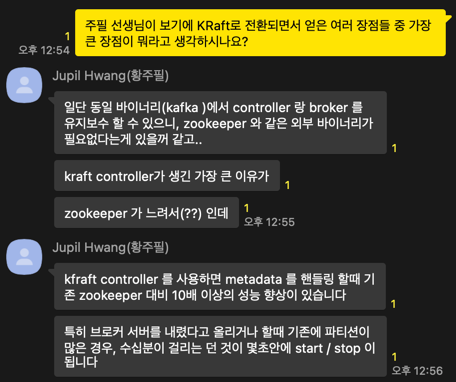 주필 선생님이 보기에 KRaft로 전환되면서 얻은 여러 장점들 중 가장
큰 장점이 뭐라고 생각하시나요?
1
오후 12:54
Jupil Hwang(황주필)
일단 동일 바이너리(kafka )에서 controller 랑 broker 를
유지보수 할 수 있으니, zookeeper 와 같은 외부 바이너리가
필요없다는게 있을꺼 같고..
1
kraft controller가 생긴 가장 큰 이유가
1
zookeeper 가 느려서(??) 인데
1
오후 12:55
Jupil Hwang(황주필)
kfraft controller 를 사용하면 metadata 를 핸들링 할때 기
존 zookeeper 대비 10배 이상의 성능 향상이 있습니다
1
특히 브로커 서버를 내렸다고 올리거나 할때 기존에 파티션이
많은 경우, 수십분이 걸리는 던 것이 몇초안에 start / stop 이
됩니다
1
오후 12:56